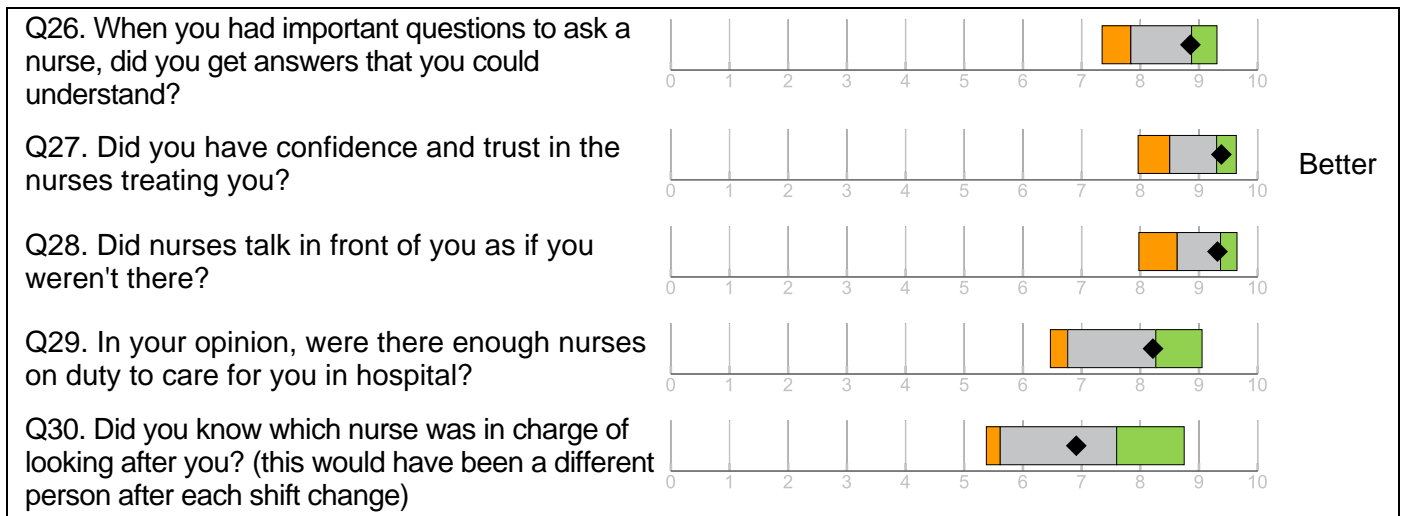 Q26. When you had important questions to ask a
nurse, did you get answers that you could
understand?
0 1 2 3 4 5 6 7 8 9 10
Q27. Did you have confidence and trust in the
nurses treating you?
0 1 2 3 4 5 6 7 8 9 10
Better
Q28. Did nurses talk in front of you as if you
weren't there?
0 1 2 3 4 5 6 7 8 9 10
Q29. In your opinion, were there enough nurses
on duty to care for you in hospital?
0 1 2 3 4 5 6 7 8 9 10
Q30. Did you know which nurse was in charge of
looking after you? (this would have been a different
person after each shift change)
0 1 2 3 4 5 6 7 8 9 10